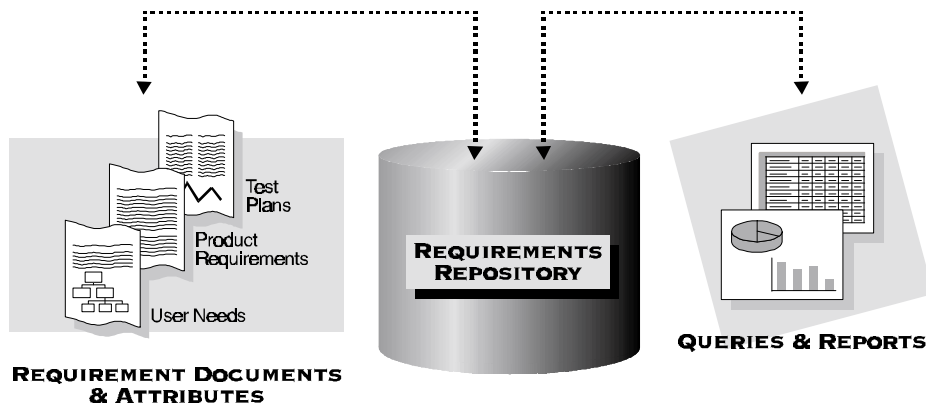 Test
Plans
Product
Requirements
User Needs
REQUIREMENT DOCUMENTS
& ATTRIBUTES
REQUIREMENTS
REPOSITORY
QUERIES & REPORTS